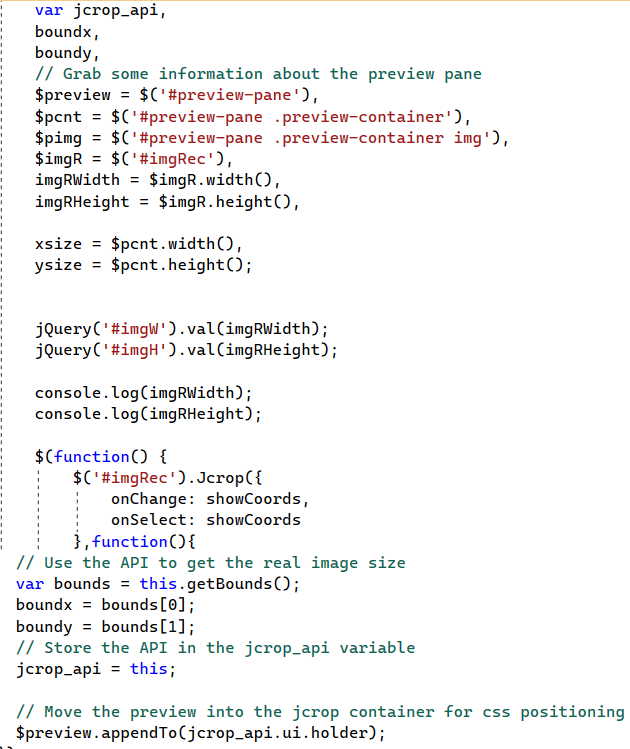 var jcrop_api,
boundx,
boundy,
// Grab some information about the preview pane
$preview = $('#preview-pane'),
$pcnt = $('#preview-pane .preview-container'),
$pimg = $('#preview-pane .preview-container img'),
$imgR = $('#imgRec'),
imgRWidth = $imgR.width(),
imgRHeight = $imgR.height(),
xsize = $pcnt.width(),
ysize = $pcnt.height();
jQuery('#imgW').val(imgRWidth);
jQuery('#imgH').val(imgRHeight);
console.log(imgRWidth);
console.log(imgRHeight);
$(function() {
$('#imgRec').Jcrop({
onChange: showCoords,
onSelect: showCoords
},function(){
// Use the API to get the real image size
var bounds = this.getBounds();
boundx = bounds[0];
boundy = bounds[1];
// Store the API in the jcrop_api variable
jcrop_api = this;
// Move the preview into the jcrop container for css positioning
$preview.appendTo(jcrop_api.ui.holder);